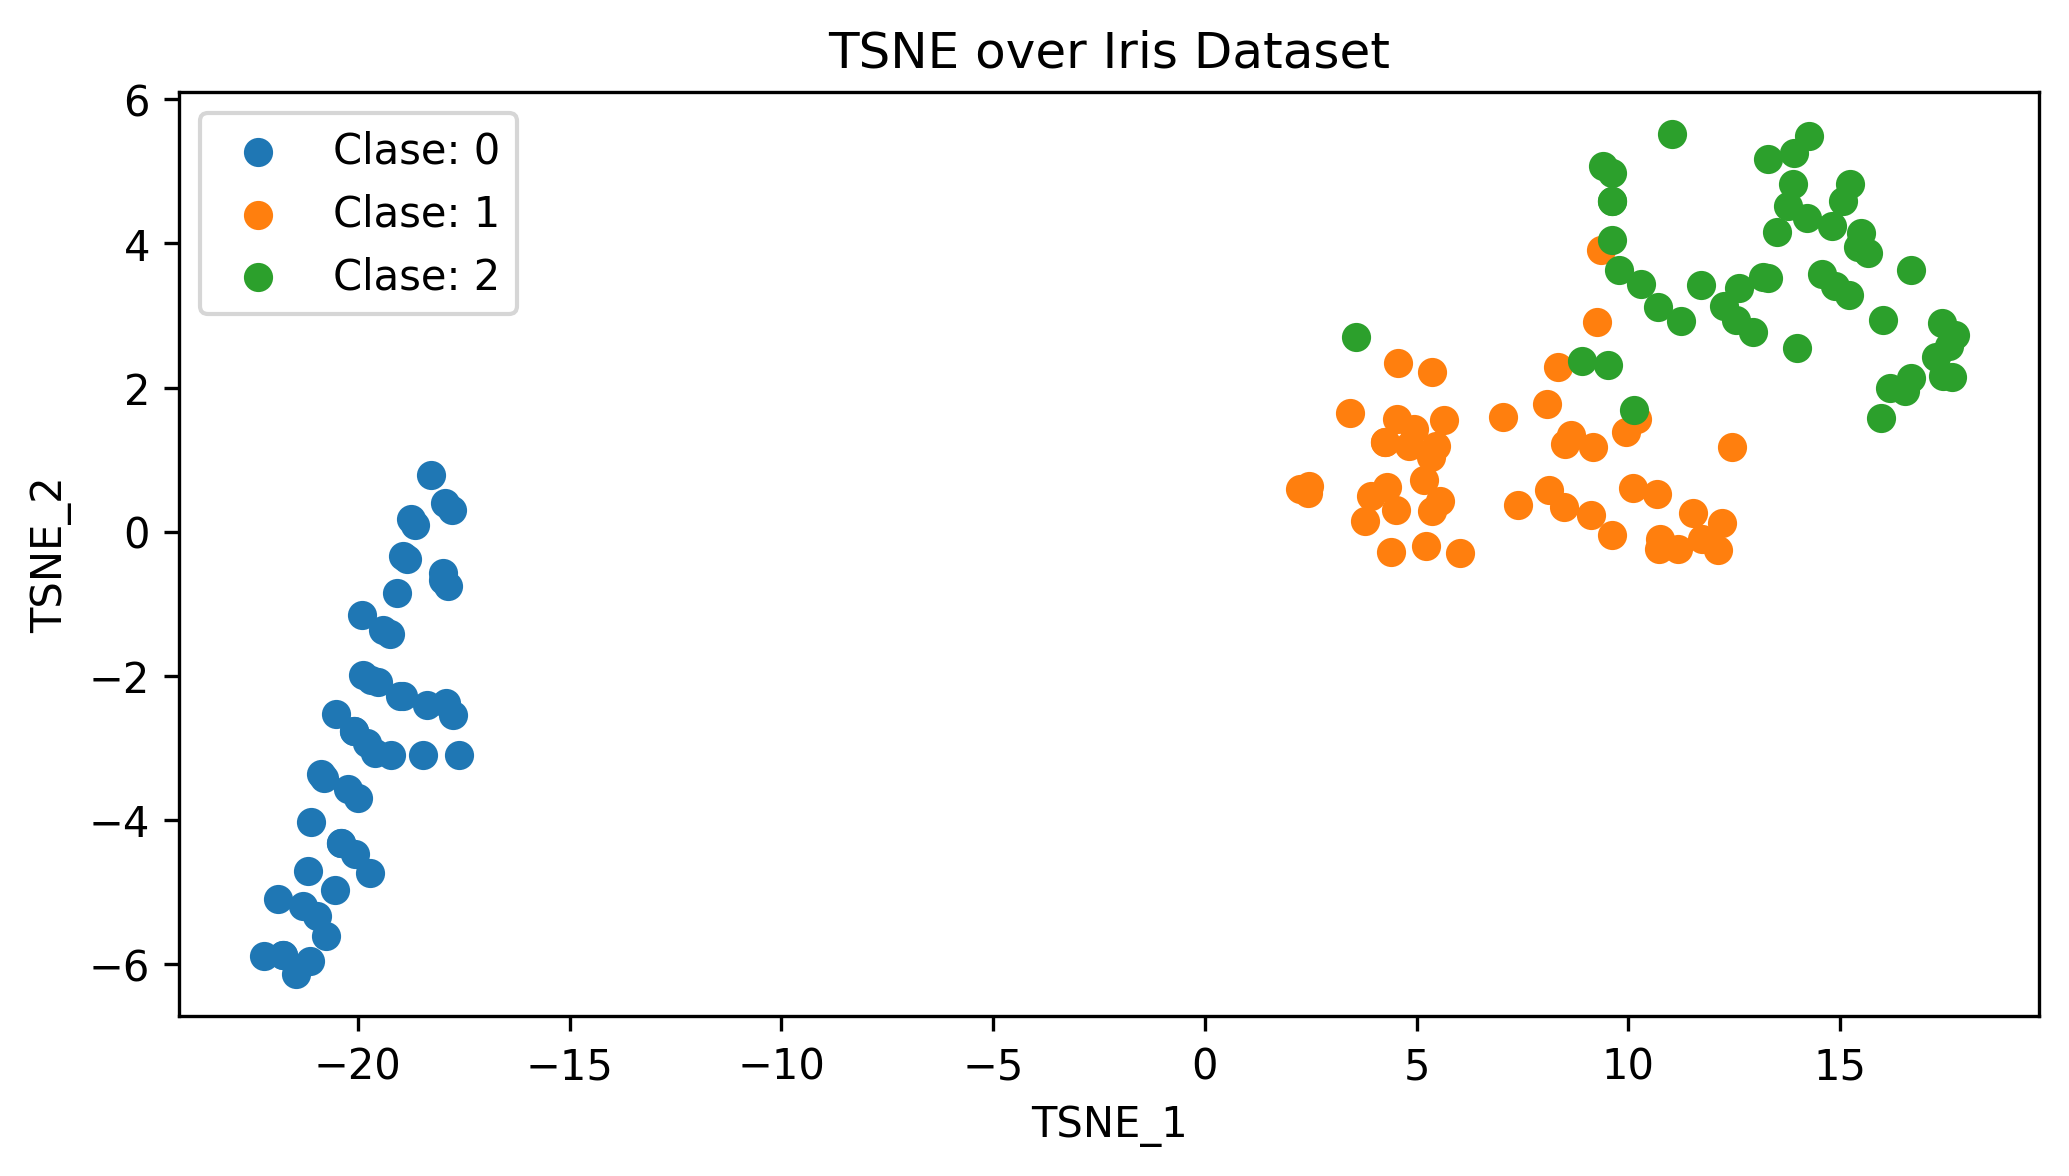 TSNE over Iris Dataset
6
4
2
0
−2
−4
−6
TSNE_2
Clase: 0
Clase: 1
Clase: 2
−20 −15 −10 −5 0 5 10 15
TSNE_1